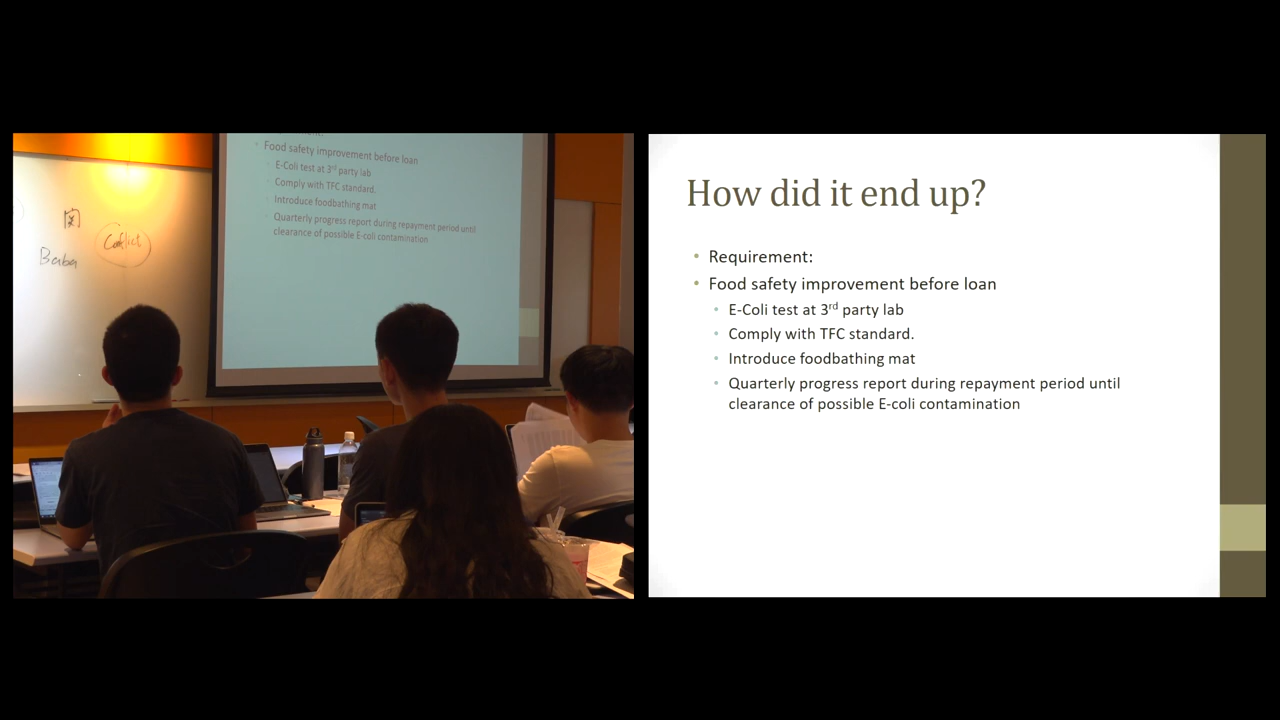 Food safety improvement before loan
E-Coli test at 3rd party lab
Comply with TFC standard.
Introduce foodbathing mat
Quarterly progress report during repayment period until
clearance of possible E-coli contamination
Conflict
Baba
How did it end up?
Requirement:
Food safety improvement before loan
E-Coli test at 3rd party lab
Comply with TFC standard.
Introduce foodbathing mat
Quarterly progress report during repayment period until
clearance of possible E-coli contamination